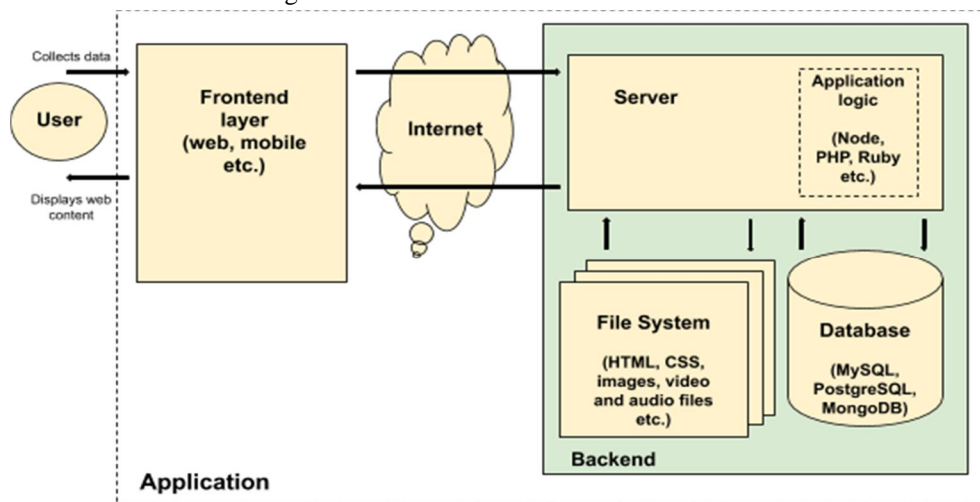 Collects data
User
Displays web
content
Frontend
layer
(web, mobile
etc.)
Internet
Server
Application
logic
(Node,
PHP, Ruby
etc.)
File System
(HTML, CSS,
images, video
and audio files
etc.)
Database
(MySQL,
PostgreSQL,
MongoDB)
Backend
Application